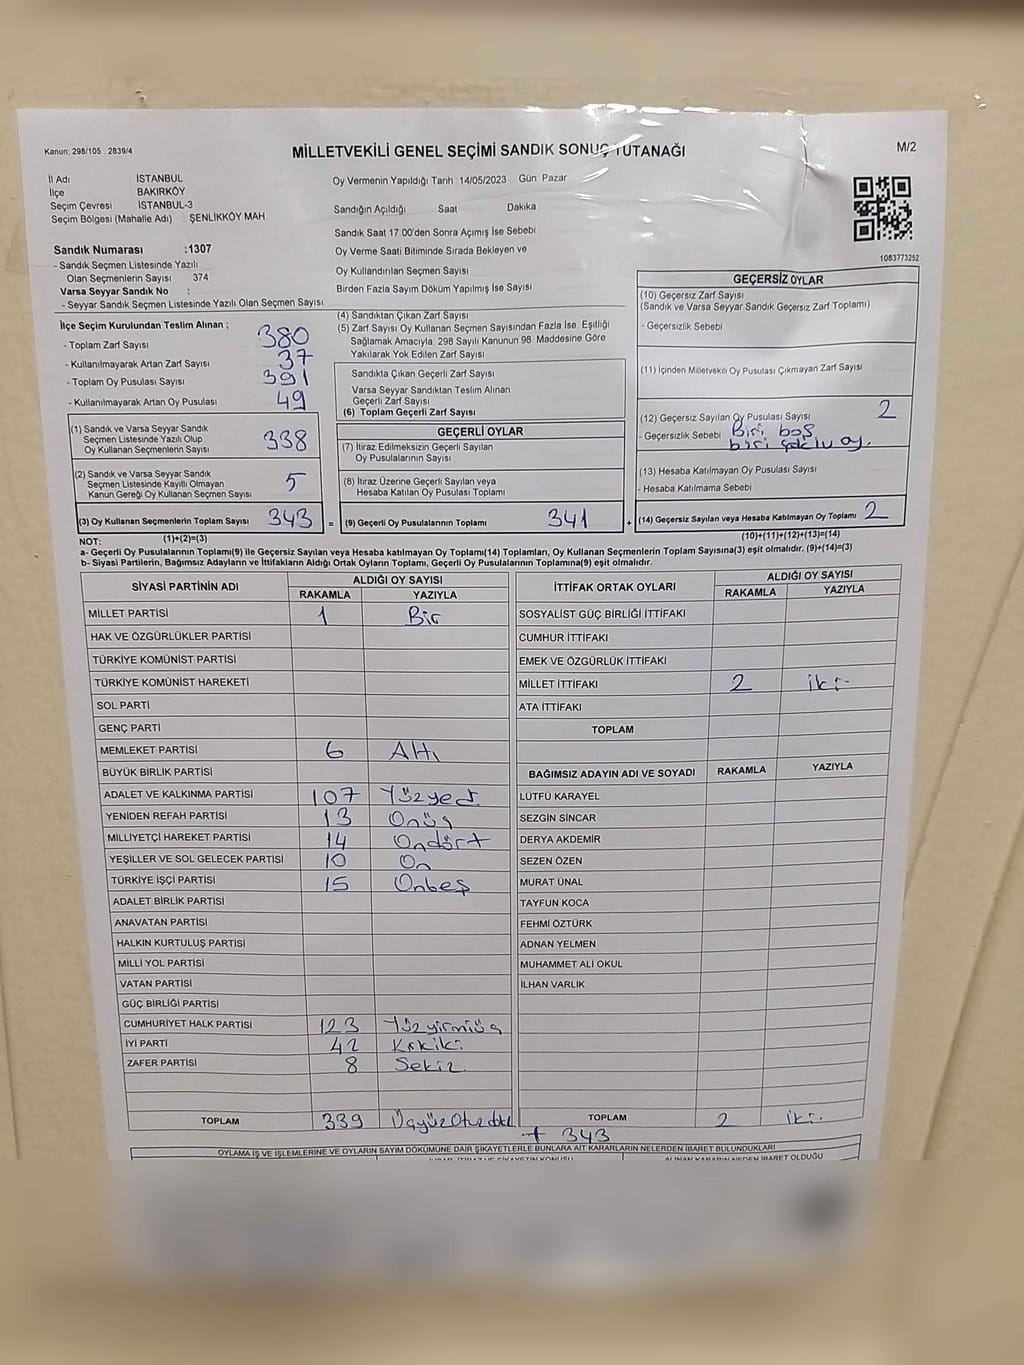 Kanun: 298/105 2839/4
MİLLETVEKİLİ GENEL SEÇİMİ SANDIK SONUÇ TUTANAĞI
M/2
İl Adı İSTANBUL
İlçe BAKIRKÖY
Seçim Çevresi İSTANBUL-3
Seçim Bölgesi (Mahalle Adı) : ŞENLİKKÖY MAH.
Sandık Numarası :1307
- Sandık Seçmen Listesinde Yazılı
Olan Seçmenlerin Sayısı 374
Varsa Seyyar Sandık No :
- Seyyar Sandık Seçmen Listesinde Yazılı Olan Seçmen Sayısı
Oy Vermenin Yapıldığı Tarih :14/05/2023 Gün Pazar
Sandığın Açıldığı Saat Dakika
Sandık Saat 17.00'den Sonra Açımış İse Sebebi
Oy Verme Saati Bitiminde Sırada Bekleyen ve
Oy Kullandırılan Seçmen Sayısı
Birden Fazla Sayım Döküm Yapılmış İse Sayısı
1083773252
İlçe Seçim Kurulundan Teslim Alınan ;
- Toplam Zarf Sayısı 380
- Kullanılmayarak Artan Zarf Sayısı 37
- Toplam Oy Pusulası Sayısı 391
- Kullanılmayarak Artan Oy Pusulası 49
(1) Sandık ve Varsa Seyyar Sandık
Seçmen Listesinde Yazılı Olup
Oy Kullanan Seçmenlerin Sayısı 338
(2) Sandık ve Varsa Seyyar Sandık
Seçmen Listesinde Kayıtlı Olmayan
Kanun Gereği Oy Kullanan Seçmen Sayısı 5
(3) Oy Kullanan Seçmenlerin Toplam Sayısı 343 =
(1)+(2)=(3)
(4) Sandıktan Çıkan Zarf Sayısı
(5) Zarf Sayısı Oy Kullanan Seçmen Sayısından Fazla İse, Eşitliği
Sağlamak Amacıyla, 298 Sayılı Kanunun 98. Maddesine Göre
Yakılarak Yok Edilen Zarf Sayısı
Sandıkta Çıkan Geçerli Zarf Sayısı
Varsa Seyyar Sandıktan Teslim Alınan
Geçerli Zarf Sayısı
(6) Toplam Geçerli Zarf Sayısı
GEÇERLİ OYLAR
(7) İtiraz Edilmeksizin Geçerli Sayılan
Oy Pusulalarının Sayısı
(8) İtiraz Üzerine Geçerli Sayılan veya
Hesaba Katılan Oy Pusulası Toplamı
(9) Geçerli Oy Pusulalarının Toplamı 341 +
GEÇERSİZ OYLAR
(10) Geçersiz Zarf Sayısı
(Sandık ve Varsa Seyyar Sandık Geçersiz Zarf Toplamı)
- Geçersizlik Sebebi
(11) İçinden Milletvekili Oy Pusulası Çıkmayan Zarf Sayısı
(12) Geçersiz Sayılan Oy Pusulası Sayısı 2
- Geçersizlik Sebebi Biri boş
biri çoklu oy.
(13) Hesaba Katılmayan Oy Pusulası Sayısı
- Hesaba Katılmama Sebebi
(14) Geçersiz Sayılan veya Hesaba Katılmayan Oy Toplamı 2
(10)+(11)+(12)+(13)=(14)
NOT:
a- Geçerli Oy Pusulalarının Toplamı(9) ile Geçersiz Sayılan veya Hesaba katılmayan Oy Toplamı(14) Toplamları, Oy Kullanan Seçmenlerin Toplam Sayısına(3) eşit olmalıdır. (9)+(14)=(3)
b- Siyasi Partilerin, Bağımsız Adayların ve İttifakların Aldığı Ortak Oyların Toplamı, Geçerli Oy Pusulalarının Toplamına(9) eşit olmalıdır.
SİYASİ PARTİNİN ADI ALDIĞI OY SAYISI
RAKAMLA YAZIYLA
MİLLET PARTİSİ 1 Bir
HAK VE ÖZGÜRLÜKLER PARTİSİ
TÜRKİYE KOMÜNİST PARTİSİ
TÜRKİYE KOMÜNİST HAREKETİ
SOL PARTİ
GENÇ PARTİ
MEMLEKET PARTİSİ 6 Altı
BÜYÜK BİRLİK PARTİSİ
ADALET VE KALKINMA PARTİSİ 107 Yüzyedi
YENİDEN REFAH PARTİSİ 13 Onüç
MİLLİYETÇİ HAREKET PARTİSİ 14 Ondört
YEŞİLLER VE SOL GELECEK PARTİSİ 10 On
TÜRKİYE İŞÇİ PARTİSİ 15 Onbeş
ADALET BİRLİK PARTİSİ
ANAVATAN PARTİSİ
HALKIN KURTULUŞ PARTİSİ
MİLLİ YOL PARTİSİ
VATAN PARTİSİ
GÜÇ BİRLİĞİ PARTİSİ
CUMHURİYET HALK PARTİSİ 123 Yüzyirmiüç
İYİ PARTİ 42 Kırkiki
ZAFER PARTİSİ 8 Sekiz
TOPLAM 339
İTTİFAK ORTAK OYLARI ALDIĞI OY SAYISI
RAKAMLA YAZIYLA
SOSYALİST GÜÇ BİRLİĞİ İTTİFAKI
CUMHUR İTTİFAKI
EMEK VE ÖZGÜRLÜK İTTİFAKI
MİLLET İTTİFAKI 2 iki
ATA İTTİFAKI
TOPLAM
BAĞIMSIZ ADAYIN ADI VE SOYADI RAKAMLA YAZIYLA
LÜTFÜ KARAYEL
SEZGİN SİNCAR
DERYA AKDEMİR
SEZEN ÖZEN
MURAT ÜNAL
TAYFUN KOCA
FEHMİ ÖZTÜRK
ADNAN YELMEN
MUHAMMET ALİ OKUL
İLHAN VARLIK
TOPLAM 2 iki
+ 343
OYLAMA İŞ VE İŞLEMLERİNE VE OYLARIN SAYIM DÖKÜMÜNE DAİR ŞİKAYETLERLE BUNLARA AİT KARARLARIN NELERDEN İBARET BULUNDUKLARI